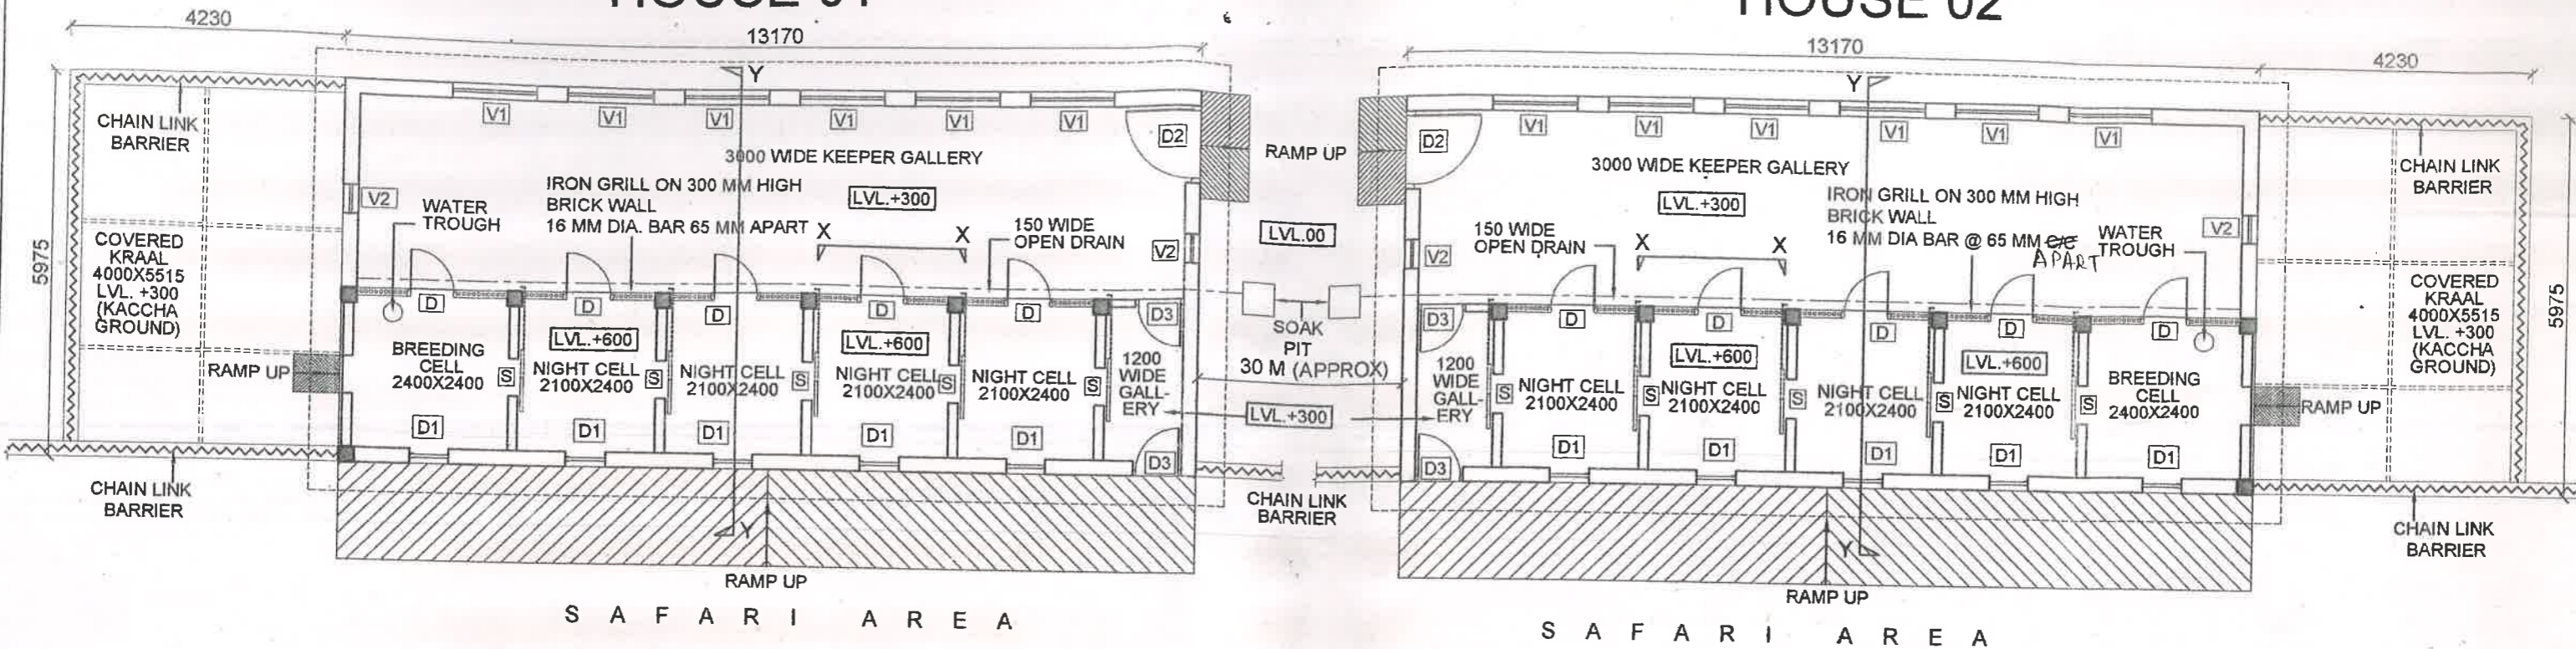 HOUSE 01
HOUSE 02
4230
13170
13170
4230
Y
Y
CHAIN LINK
BARRIER
V1
V1
V1
V1
V1
V1
D2
3000 WIDE KEEPER GALLERY
RAMP UP
D2
V1
V1
V1
V1
V1
V1
3000 WIDE KEEPER GALLERY
CHAIN LINK
BARRIER
V2
WATER
TROUGH
IRON GRILL ON 300 MM HIGH
BRICK WALL
16 MM DIA. BAR 65 MM APART
LVL.+300
X
X
150 WIDE
OPEN DRAIN
V2
LVL.00
V2
150 WIDE
OPEN DRAIN
LVL.+300
X
X
IRON GRILL ON 300 MM HIGH
BRICK WALL
16 MM DIA BAR @ 65 MM C/C
APART
WATER
TROUGH
V2
5975
COVERED
KRAAL
4000X5515
LVL. +300
(KACCHA
GROUND)
RAMP UP
D
D
D
D
D
D3
BREEDING
CELL
2400X2400
S
LVL.+600
NIGHT CELL
2100X2400
S
NIGHT CELL
2100X2400
S
LVL.+600
NIGHT CELL
2100X2400
S
NIGHT CELL
2100X2400
S
1200
WIDE
GALL-
ERY
SOAK
PIT
30 M (APPROX)
LVL.+300
D3
1200
WIDE
GALL-
ERY
D
D
D
D
D
S
NIGHT CELL
2100X2400
S
LVL.+600
NIGHT CELL
2100X2400
S
NIGHT CELL
2100X2400
S
LVL.+600
NIGHT CELL
2100X2400
S
BREEDING
CELL
2400X2400
RAMP UP
COVERED
KRAAL
4000X5515
LVL. +300
(KACCHA
GROUND)
5975
D1
D1
D1
D1
D1
D3
D3
D1
D1
D1
D1
D1
CHAIN LINK
BARRIER
CHAIN LINK
BARRIER
CHAIN LINK
BARRIER
Y
Y
RAMP UP
RAMP UP
SAFARI AREA
SAFARI AREA